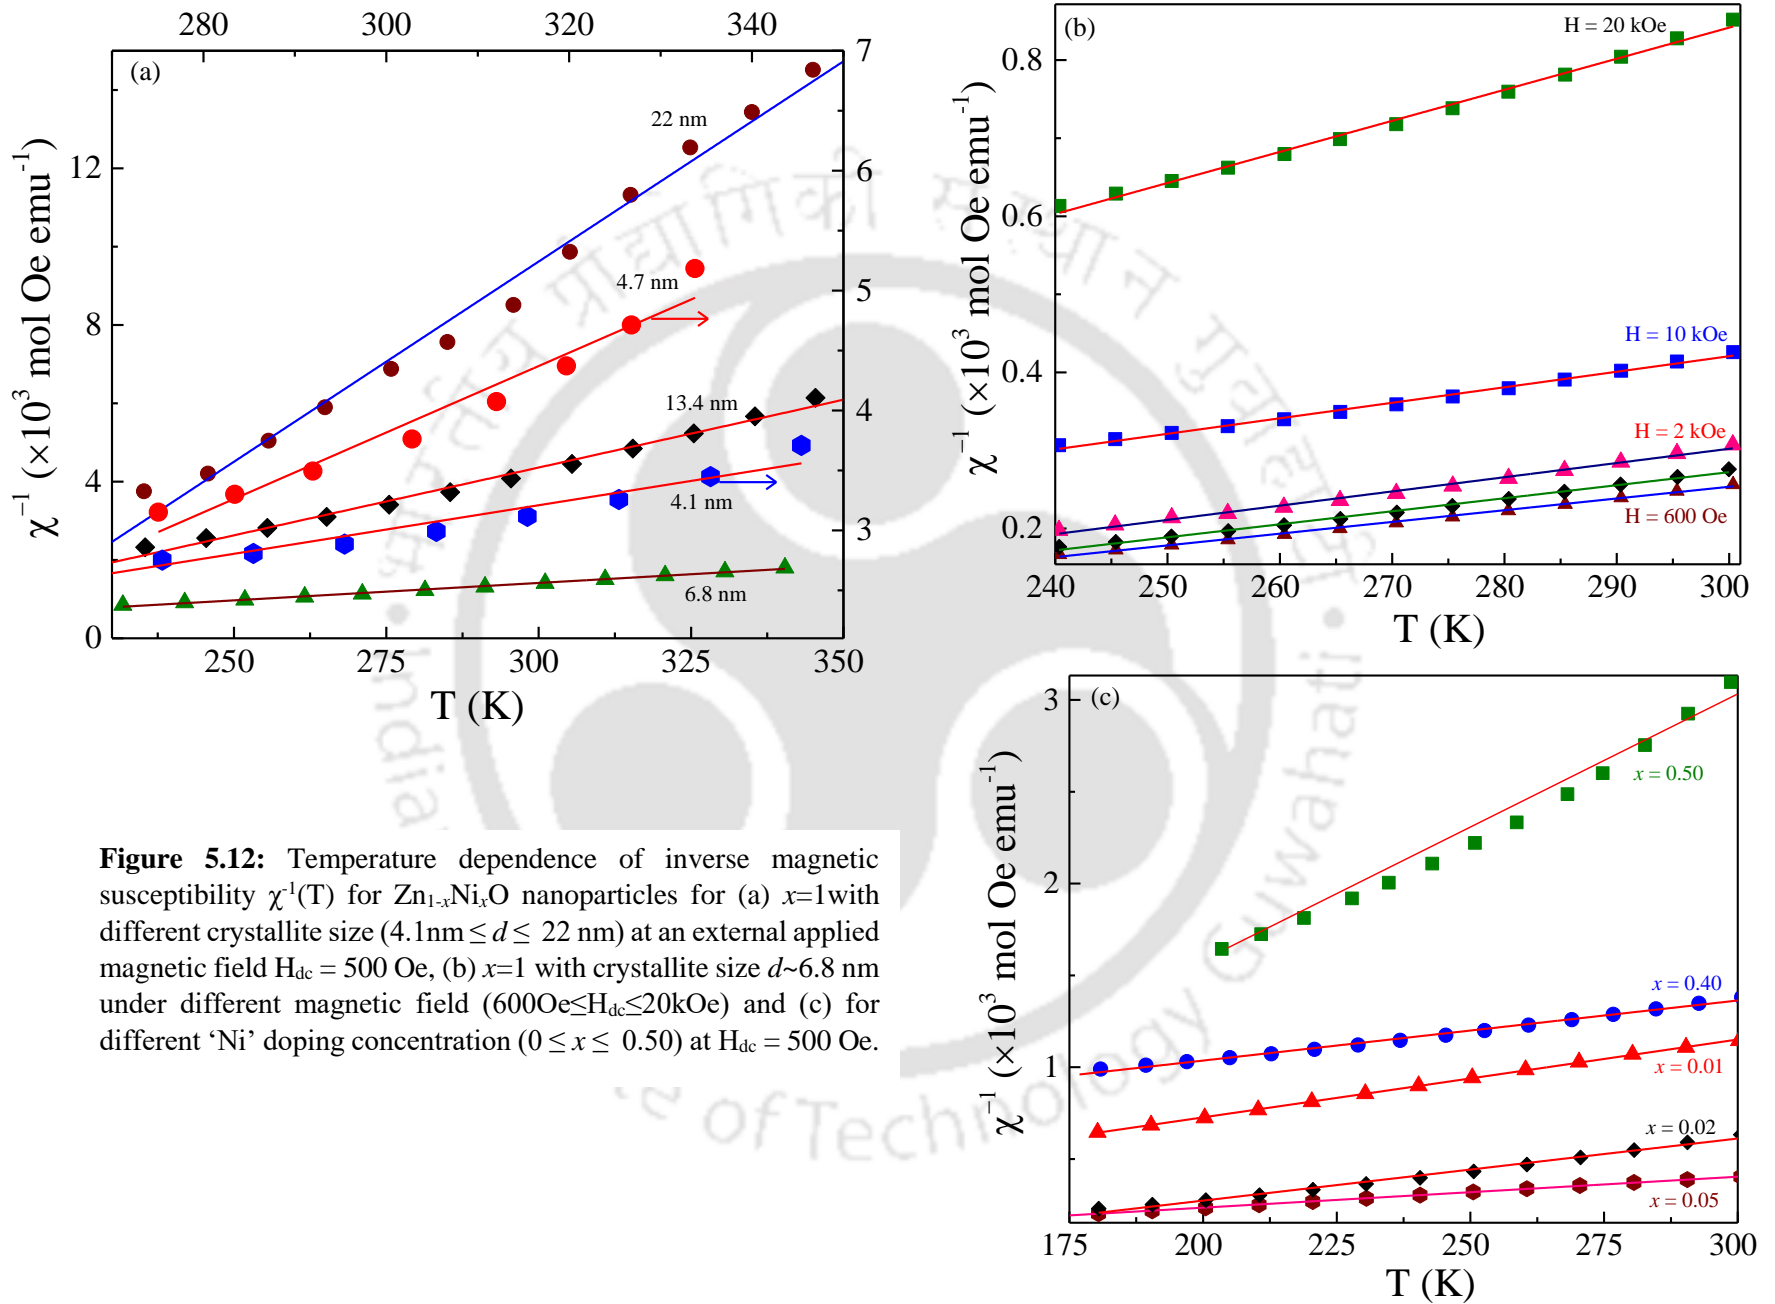 280 300 320 340
(a)
7
22 nm
12
6
4.7 nm
5
8
13.4 nm
4
4
4.1 nm
3
6.8 nm
0
250 275 300 325 350
T (K)
χ⁻¹ (×10³ mol Oe emu⁻¹)
(b)
H = 20 kOe
0.8
0.6
H = 10 kOe
0.4
H = 2 kOe
H = 600 Oe
0.2
240 250 260 270 280 290 300
T (K)
χ⁻¹ (×10³ mol Oe emu⁻¹)
(c)
3
x = 0.50
2
x = 0.40
x = 0.01
1
x = 0.02
x = 0.05
175 200 225 250 275 300
T (K)
χ⁻¹ (×10³ mol Oe emu⁻¹)
Figure 5.12: Temperature dependence of inverse magnetic
susceptibility χ⁻¹(T) for Zn₁₋ₓNiₓO nanoparticles for (a) x=1with
different crystallite size (4.1nm ≤ d ≤ 22 nm) at an external applied
magnetic field Hdc = 500 Oe, (b) x=1 with crystallite size d~6.8 nm
under different magnetic field (600Oe≤Hdc≤20kOe) and (c) for
different ‘Ni’ doping concentration (0 ≤ x ≤ 0.50) at Hdc = 500 Oe.
of Technology Guwahati